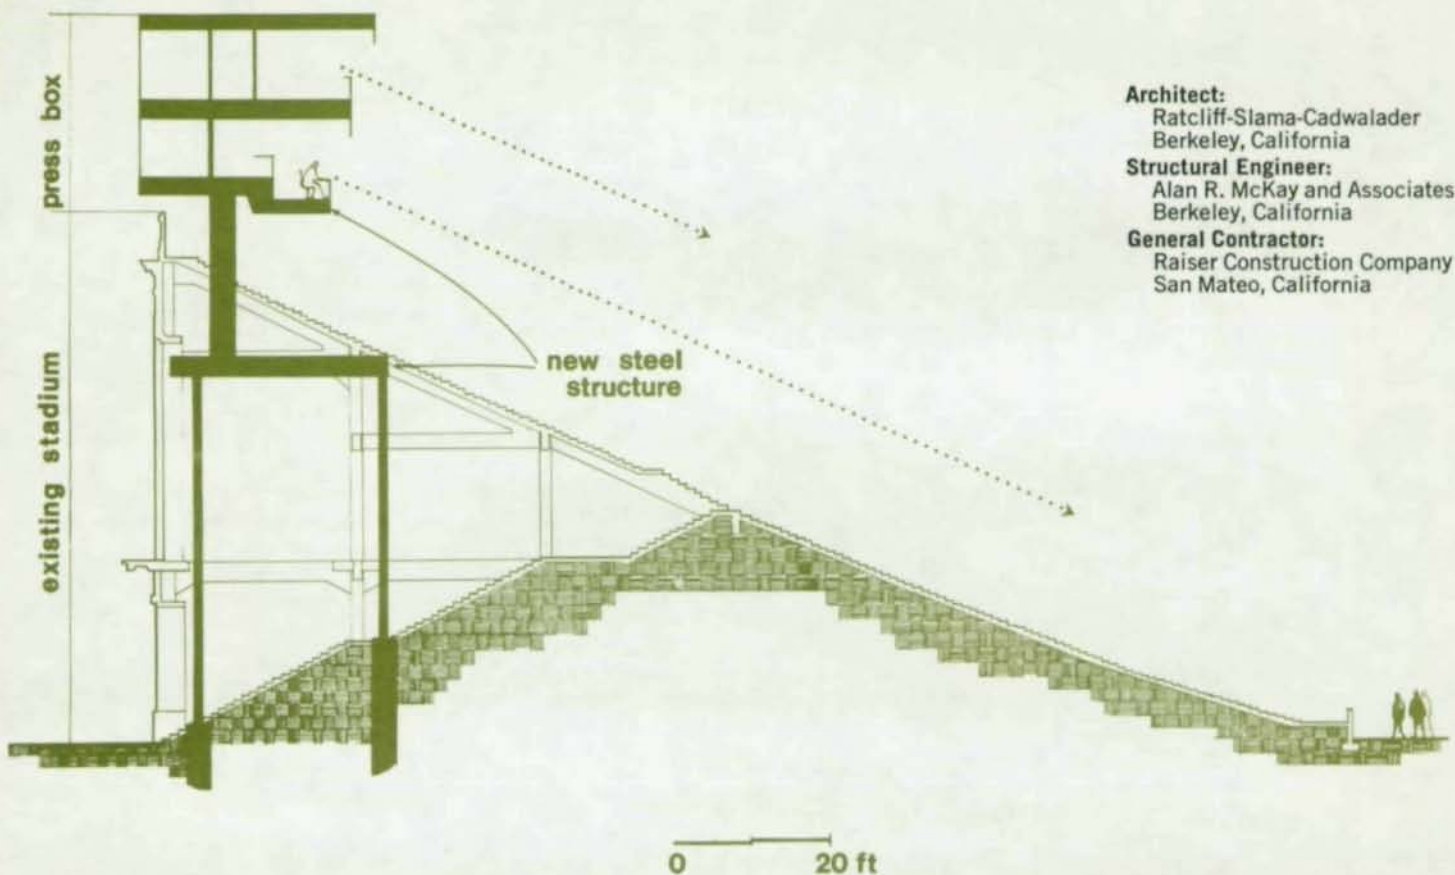 press box
existing stadium
new steel
structure
Architect:
Ratcliff-Slama-Cadwalader
Berkeley, California
Structural Engineer:
Alan R. McKay and Associates
Berkeley, California
General Contractor:
Raiser Construction Company
San Mateo, California
0 20 ft